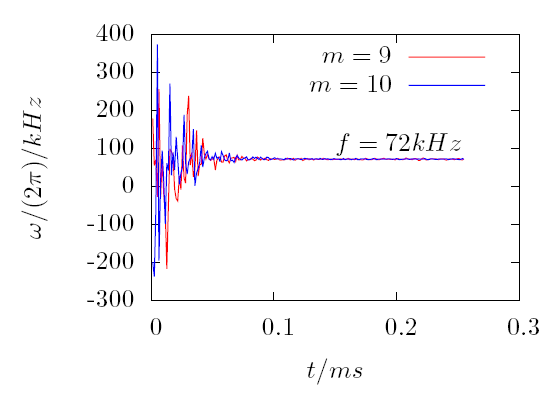 400
300
200
100
0
-100
-200
-300
ω/(2π)/kHz
m = 9
m = 10
f = 72kHz
0 0.1 0.2 0.3
t/ms